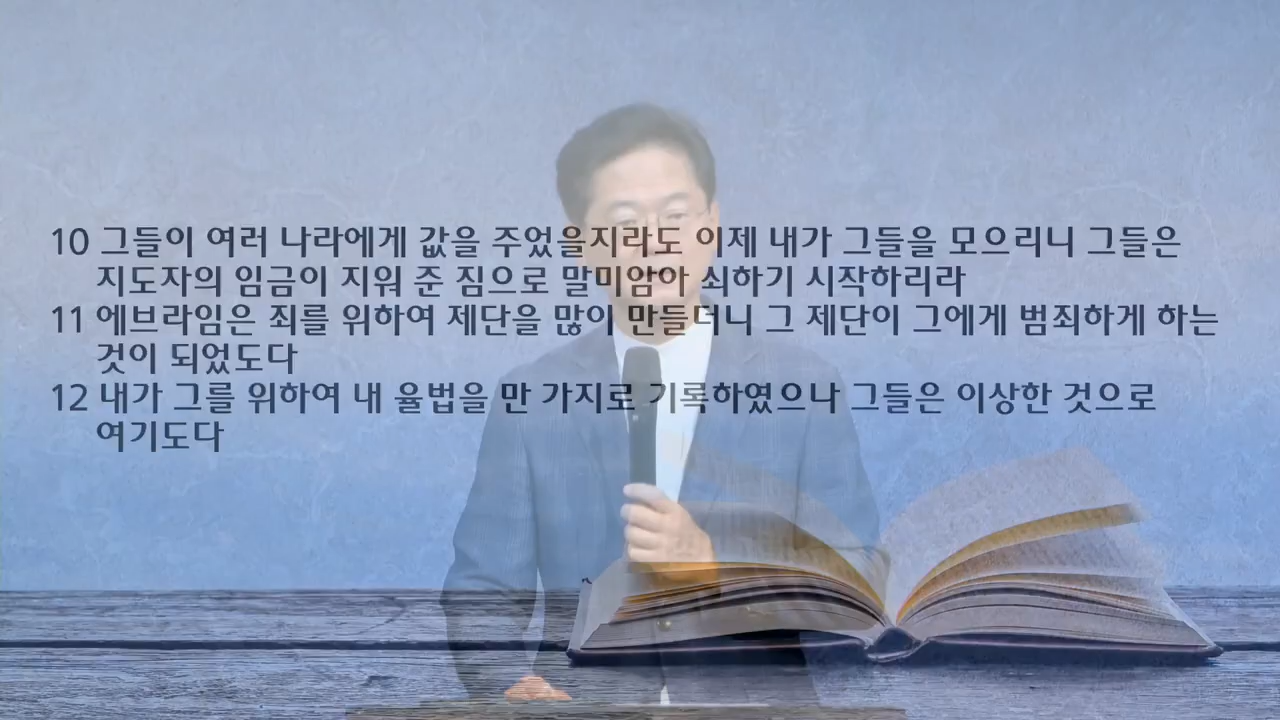 10 그들이 여러 나라에게 값을 주었을지라도 이제 내가 그들을 모으리니 그들은
지도자의 임금이 지워 준 짐으로 말미암아 쇠하기 시작하리라
11 에브라임은 죄를 위하여 제단을 많이 만들더니 그 제단이 그에게 범죄하게 하는
것이 되었도다
12 내가 그를 위하여 내 율법을 만 가지로 기록하였으나 그들은 이상한 것으로
여기도다